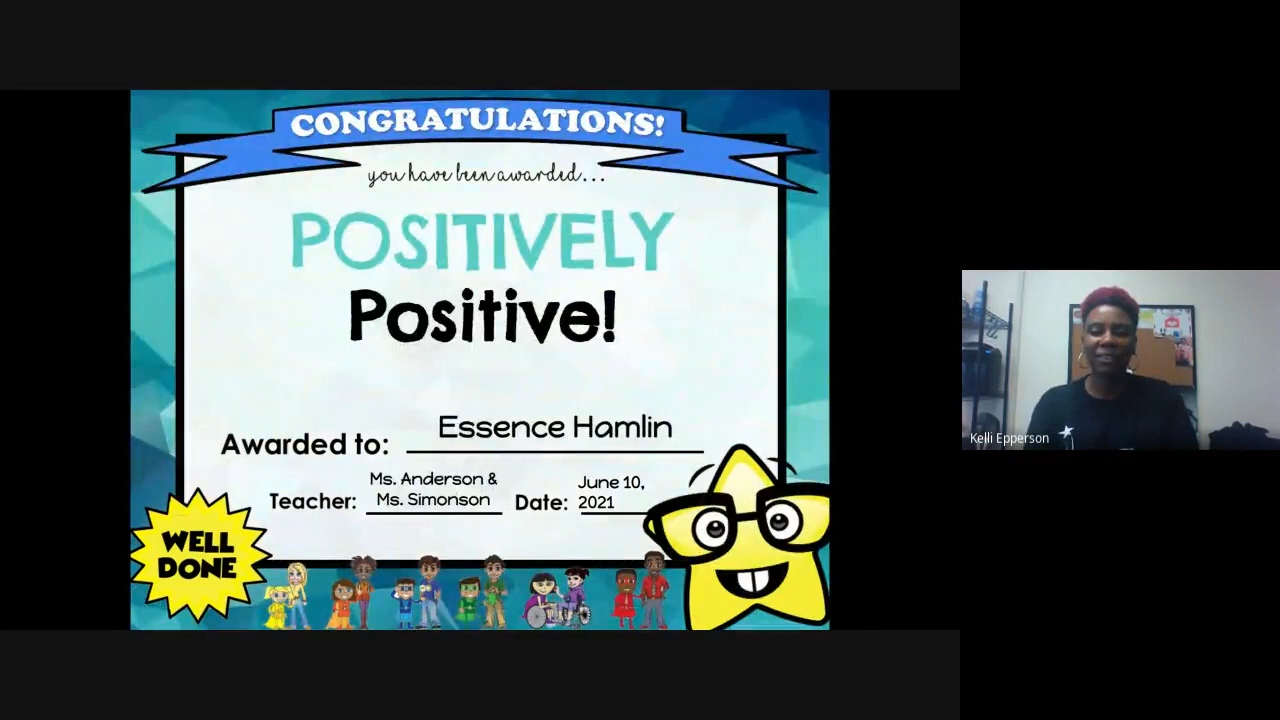 CONGRATULATIONS!
you have been awarded...
POSITIVELY
Positive!
Awarded to: Essence Hamlin
Teacher: Ms. Anderson &
Ms. Simonson
Date: June 10,
2021
WELL
DONE
Kelli Epperson